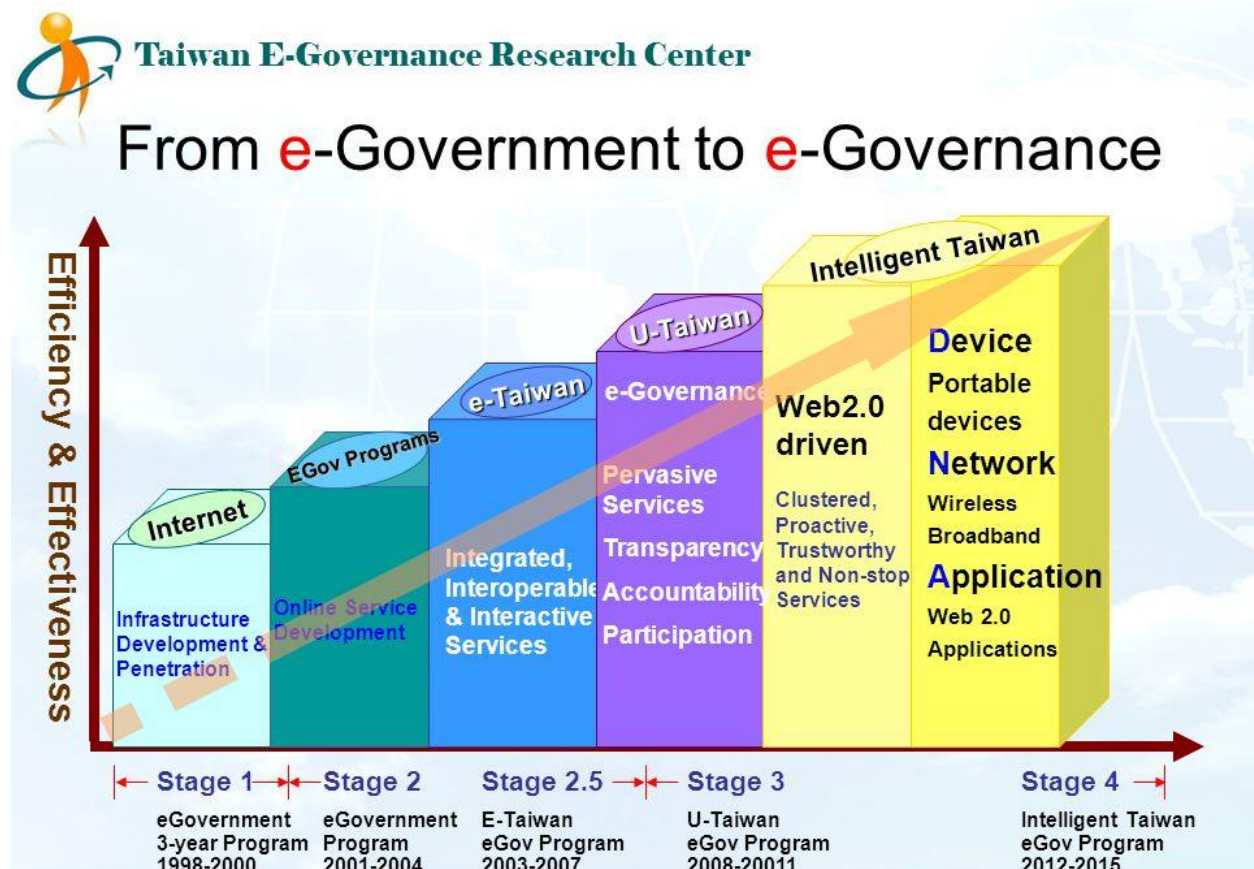 Taiwan E-Governance Research Center
From e-Government to e-Governance
Efficiency & Effectiveness
Internet
Infrastructure
Development &
Penetration
EGov Programs
Online Service
Development
e-Taiwan
Integrated,
Interoperable
& Interactive
Services
U-Taiwan
e-Governance
Pervasive
Services
Transparency
Accountability
Participation
Intelligent Taiwan
Web2.0
driven
Clustered,
Proactive,
Trustworthy
and Non-stop
Services
Device
Portable
devices
Network
Wireless
Broadband
Application
Web 2.0
Applications
Stage 1
eGovernment
3-year Program
1998-2000
Stage 2
eGovernment
Program
2001-2004
Stage 2.5
E-Taiwan
eGov Program
2003-2007
Stage 3
U-Taiwan
eGov Program
2008-20011
Stage 4
Intelligent Taiwan
eGov Program
2012-2015